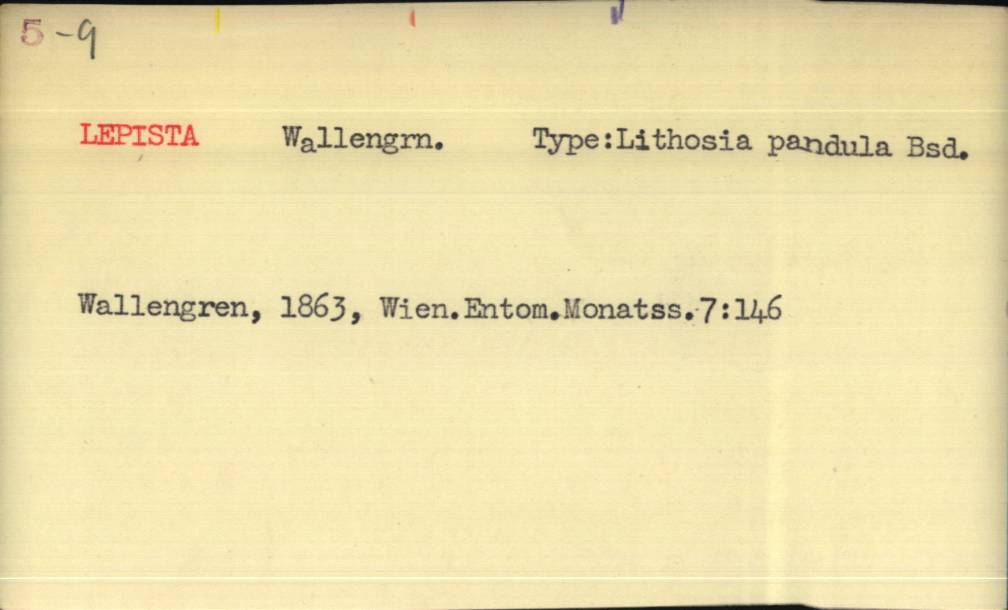 5-9
LEPISTA Wallengrn. Type:Lithosia pandula Bsd.
Wallengren, 1863, Wien.Entom.Monatss.7:146